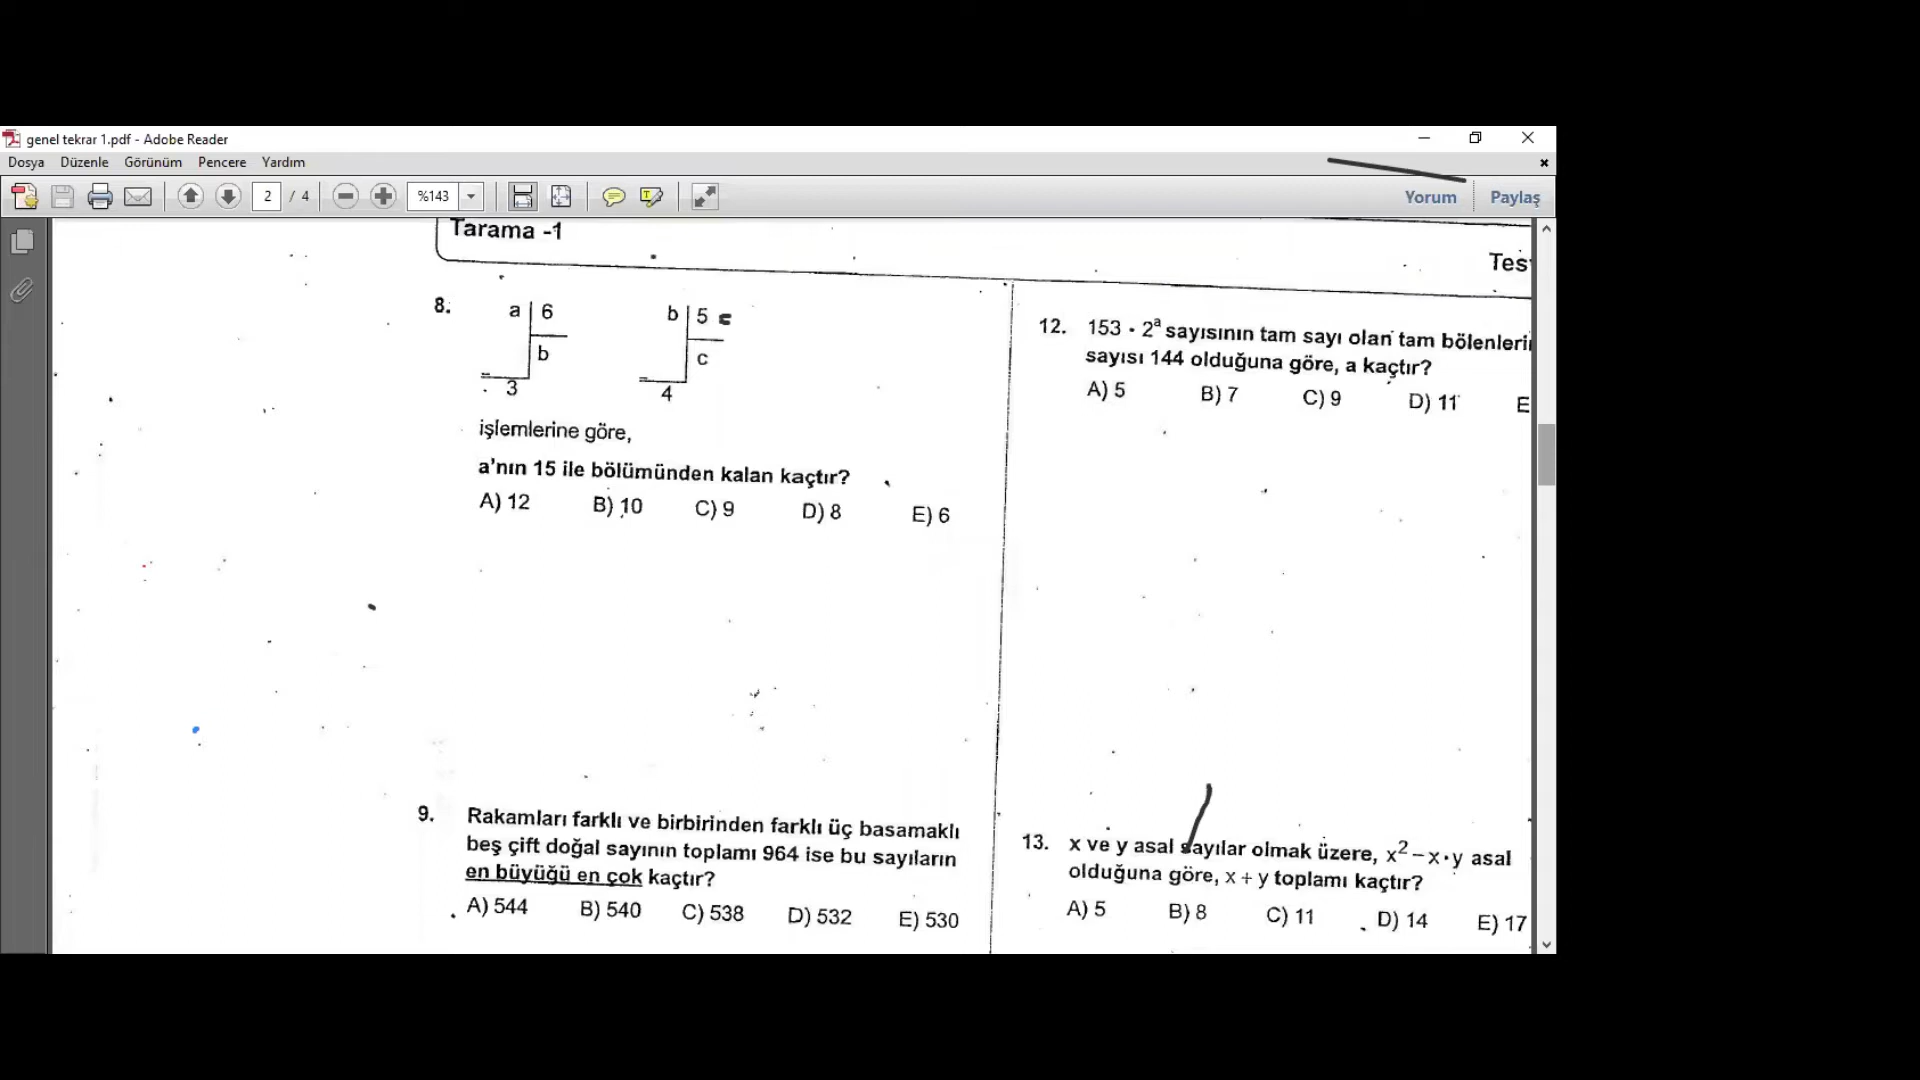 genel tekrar 1.pdf - Adobe Reader
Dosya Düzenle Görünüm Pencere Yardım
2 / 4 %143 Yorum Paylaş
Tarama -1
Tes
8.
a 6
b
3
b 5
c
4
işlemlerine göre,
a'nın 15 ile bölümünden kalan kaçtır?
A) 12 B) 10 C) 9 D) 8 E) 6
9. Rakamları farklı ve birbirinden farklı üç basamaklı
beş çift doğal sayının toplamı 964 ise bu sayıların
en büyüğü en çok kaçtır?
A) 544 B) 540 C) 538 D) 532 E) 530
12. 153 · 2ᵃ sayısının tam sayı olan tam bölenleri
sayısı 144 olduğuna göre, a kaçtır?
A) 5 B) 7 C) 9 D) 11 E
13. x ve y asal sayılar olmak üzere, x² – x · y asal
olduğuna göre, x + y toplamı kaçtır?
A) 5 B) 8 C) 11 D) 14 E) 17